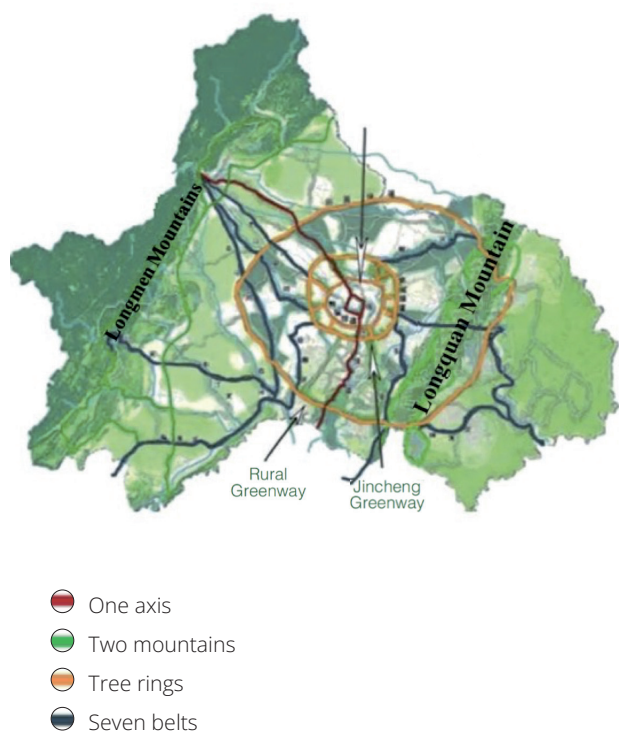 Longmen Mountains
Longquan Mountain
Rural
Greenway
Jincheng
Greenway
One axis
Two mountains
Tree rings
Seven belts